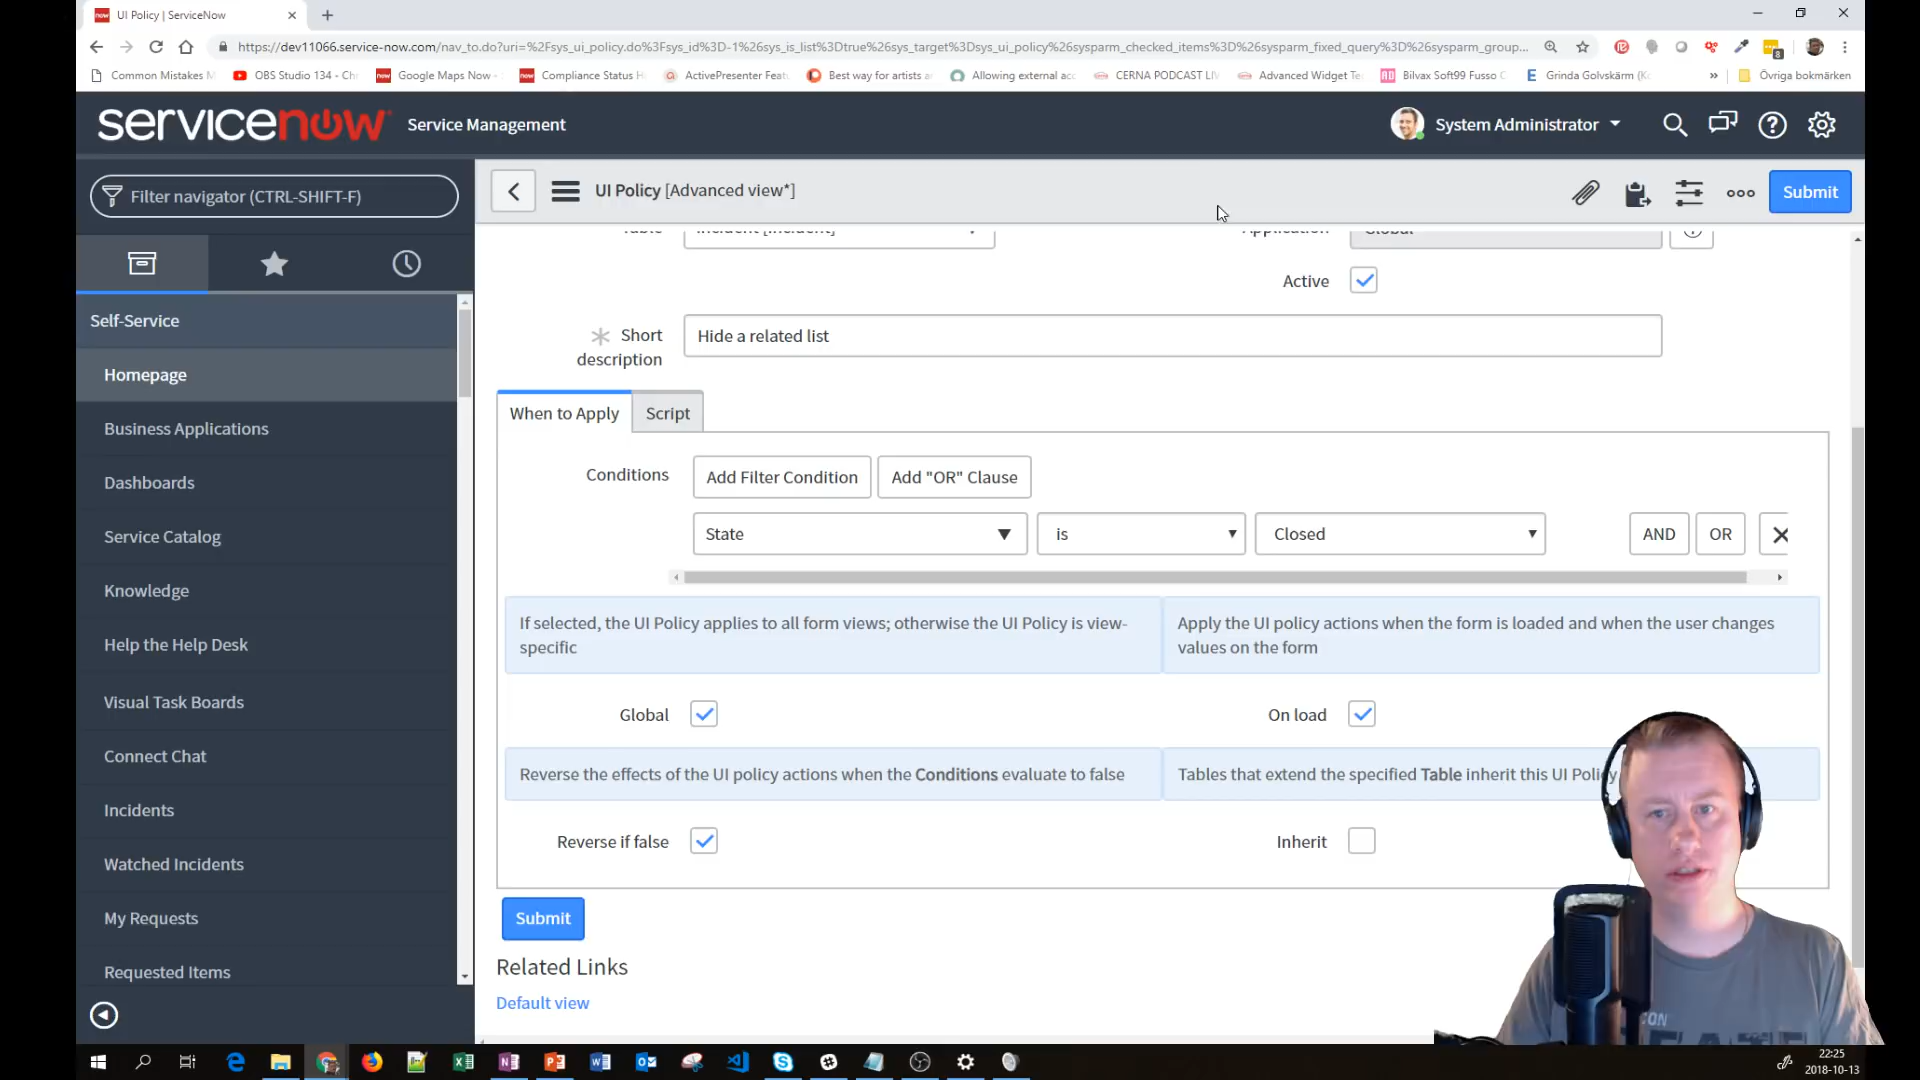 UI Policy | ServiceNow
https://dev11066.service-now.com/nav_to.do?uri=%2Fsys_ui_policy.do%3Fsys_id%3D-1%26sys_is_list%3Dtrue%26sys_target%3Dsys_ui_policy%26sysparm_checked_items%3D%26sysparm_fixed_query%3D%26sysparm_group...
Common Mistakes
OBS Studio 134 - Ch
Google Maps Now -
Compliance Status
ActivePresenter Feat
Best way for artists
Allowing external acc
CERNA PODCAST LIV
Advanced Widget Te
Bilvax Soft99 Fusso
Grinda Golvskärm (K
»
Övriga bokmärken
servicenow Service Management
System Administrator
Filter navigator (CTRL-SHIFT-F)
UI Policy [Advanced view*]
Submit
Self-Service
Homepage
Business Applications
Dashboards
Service Catalog
Knowledge
Help the Help Desk
Visual Task Boards
Connect Chat
Incidents
Watched Incidents
My Requests
Requested Items
Table
Incident [incident]
Application
Global
Active
Short description
Hide a related list
When to Apply
Script
Conditions
Add Filter Condition
Add "OR" Clause
State
is
Closed
AND
OR
If selected, the UI Policy applies to all form views; otherwise the UI Policy is view-
specific
Apply the UI policy actions when the form is loaded and when the user changes
values on the form
Global
On load
Reverse the effects of the UI policy actions when the Conditions evaluate to false
Tables that extend the specified Table inherit this UI Policy
Reverse if false
Inherit
Submit
Related Links
Default view
CON
22:25
2018-10-13